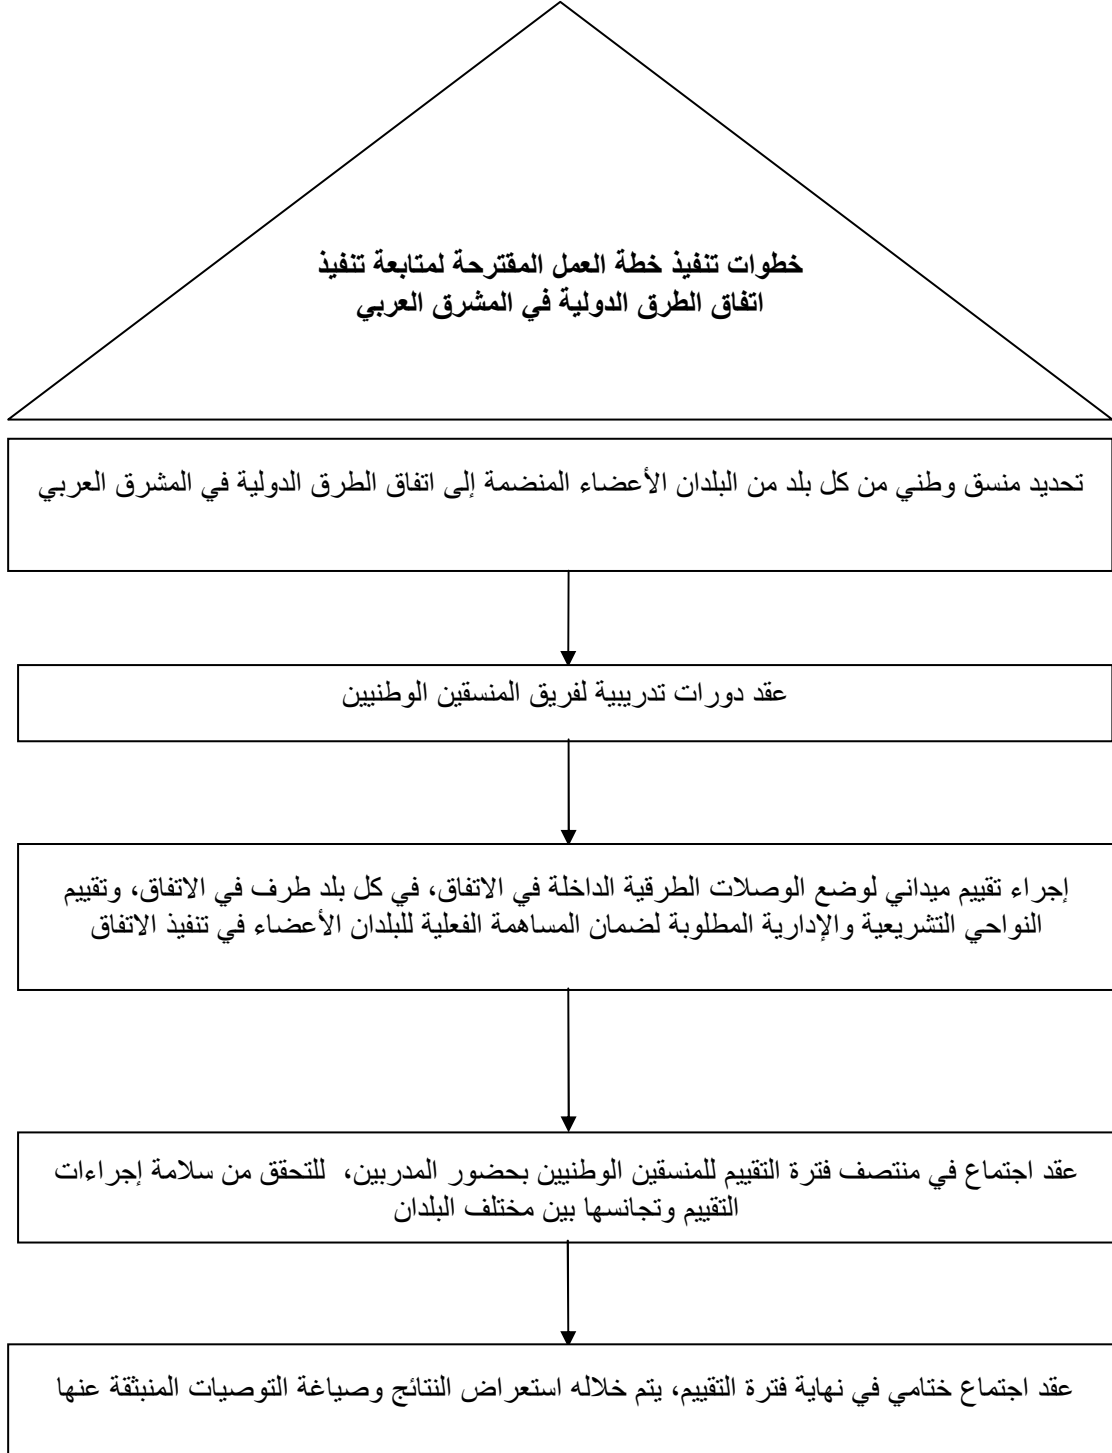 خطوات تنفيذ خطة العمل المقترحة لمتابعة تنفيذ
اتفاق الطرق الدولية في المشرق العربي
تحديد منسق وطني من كل بلد من البلدان الأعضاء المنضمة إلى اتفاق الطرق الدولية في المشرق العربي
عقد دورات تدريبية لفريق المنسقين الوطنيين
إجراء تقييم ميداني لوضع الوصلات الطرقية الداخلة في الاتفاق، في كل بلد طرف في الاتفاق، وتقييم
النواحي التشريعية والإدارية المطلوبة لضمان المساهمة الفعلية للبلدان الأعضاء في تنفيذ الاتفاق
عقد اجتماع في منتصف فترة التقييم للمنسقين الوطنيين بحضور المدربين، للتحقق من سلامة إجراءات
التقييم وتجانسها بين مختلف البلدان
عقد اجتماع ختامي في نهاية فترة التقييم، يتم خلاله استعراض النتائج وصياغة التوصيات المنبثقة عنها